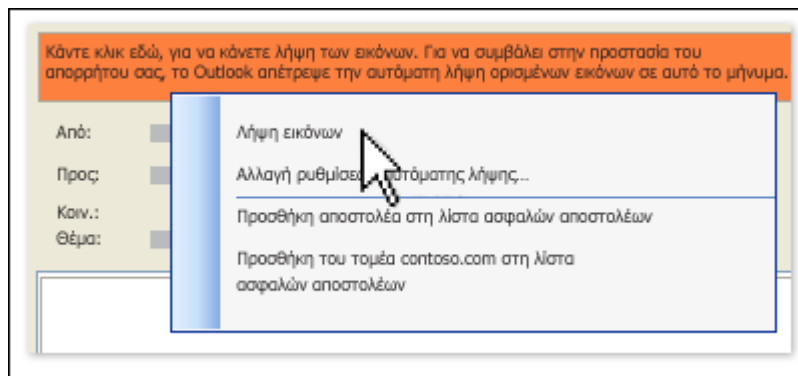 Κάντε κλικ εδώ, για να κάνετε λήψη των εικόνων. Για να συμβάλει στην προστασία του
απορρήτου σας, το Outlook απέτρεψε την αυτόματη λήψη ορισμένων εικόνων σε αυτό το μήνυμα.
Από:
Λήψη εικόνων
Προς:
Αλλαγή αυτόματης λήψης...
Κοιν.:
Προσθήκη αποστολέα στη λίστα ασφαλών αποστολέων
Θέμα:
Προσθήκη του τομέα contoso.com στη λίστα
ασφαλών αποστολέων